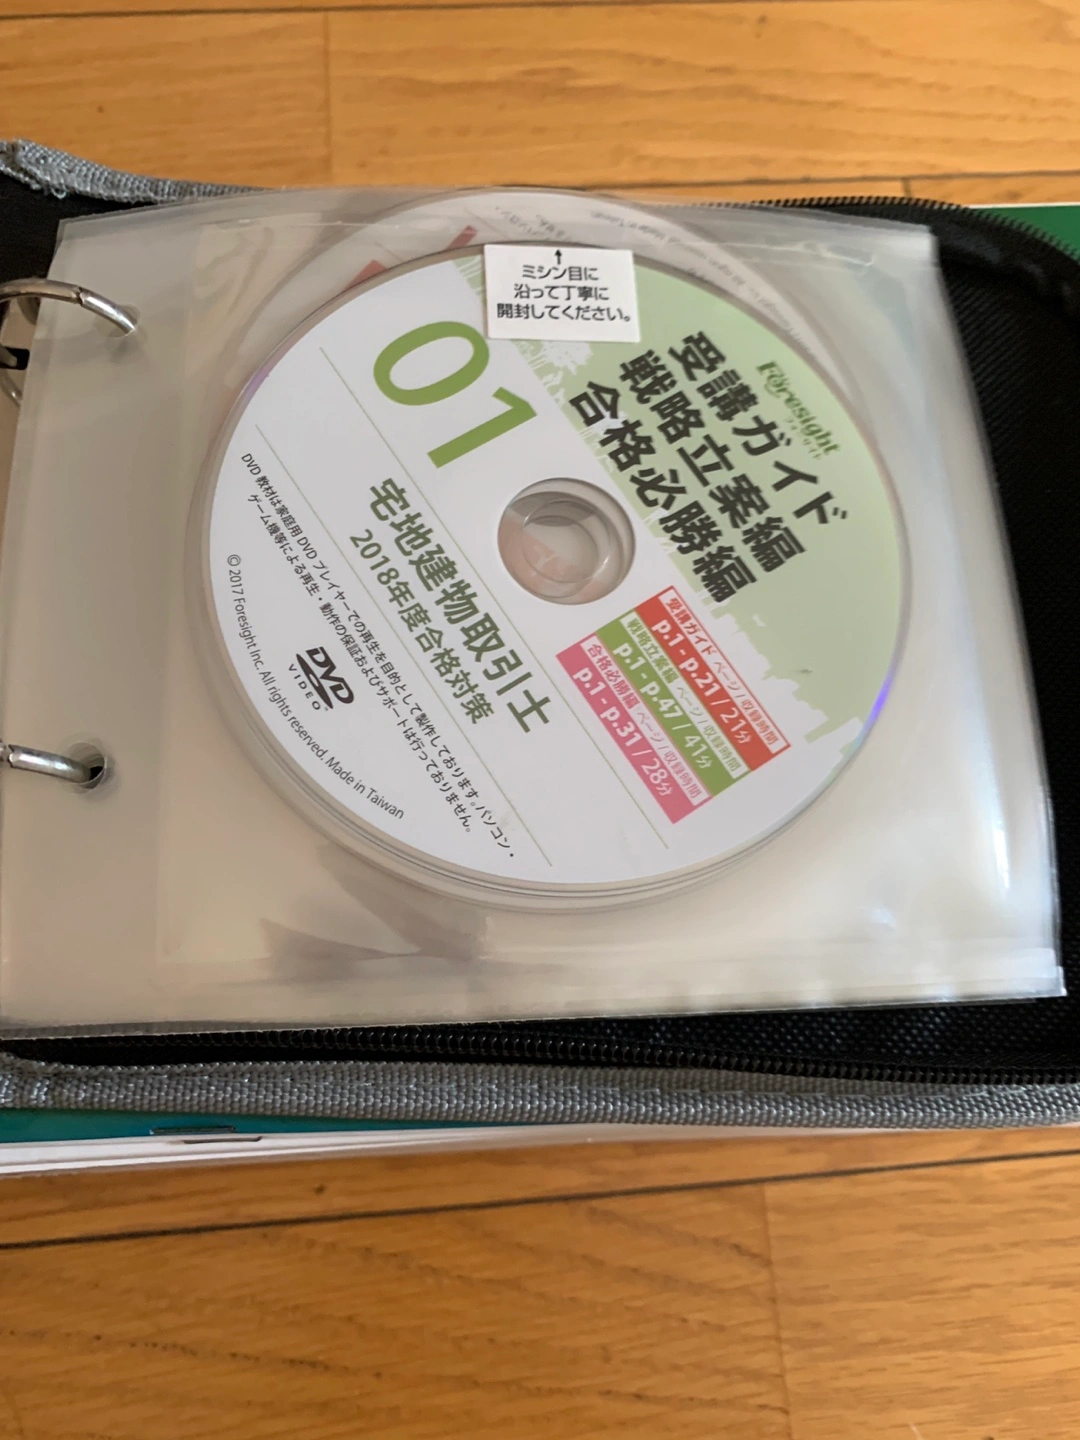 ↑
ミシン目に
沿って丁寧に
開封してください。
Foresight
フォーサイト
受講ガイド
戦略立案編
合格必勝編
01
受講ガイド ページ/収録時間
p.1 - p.21 / 21分
戦略立案編 ページ/収録時間
p.1 - p.47 / 41分
合格必勝編 ページ/収録時間
p.1 - p.31 / 28分
宅地建物取引士
2018年度合格対策
DVD
VIDEO
DVD 教材は家庭用 DVD プレイヤーでの再生を目的として製作しております。パソコン・
ゲーム機等による再生・動作の保証およびサポートは行っておりません。
© 2017 Foresight Inc. All rights reserved. Made in Taiwan